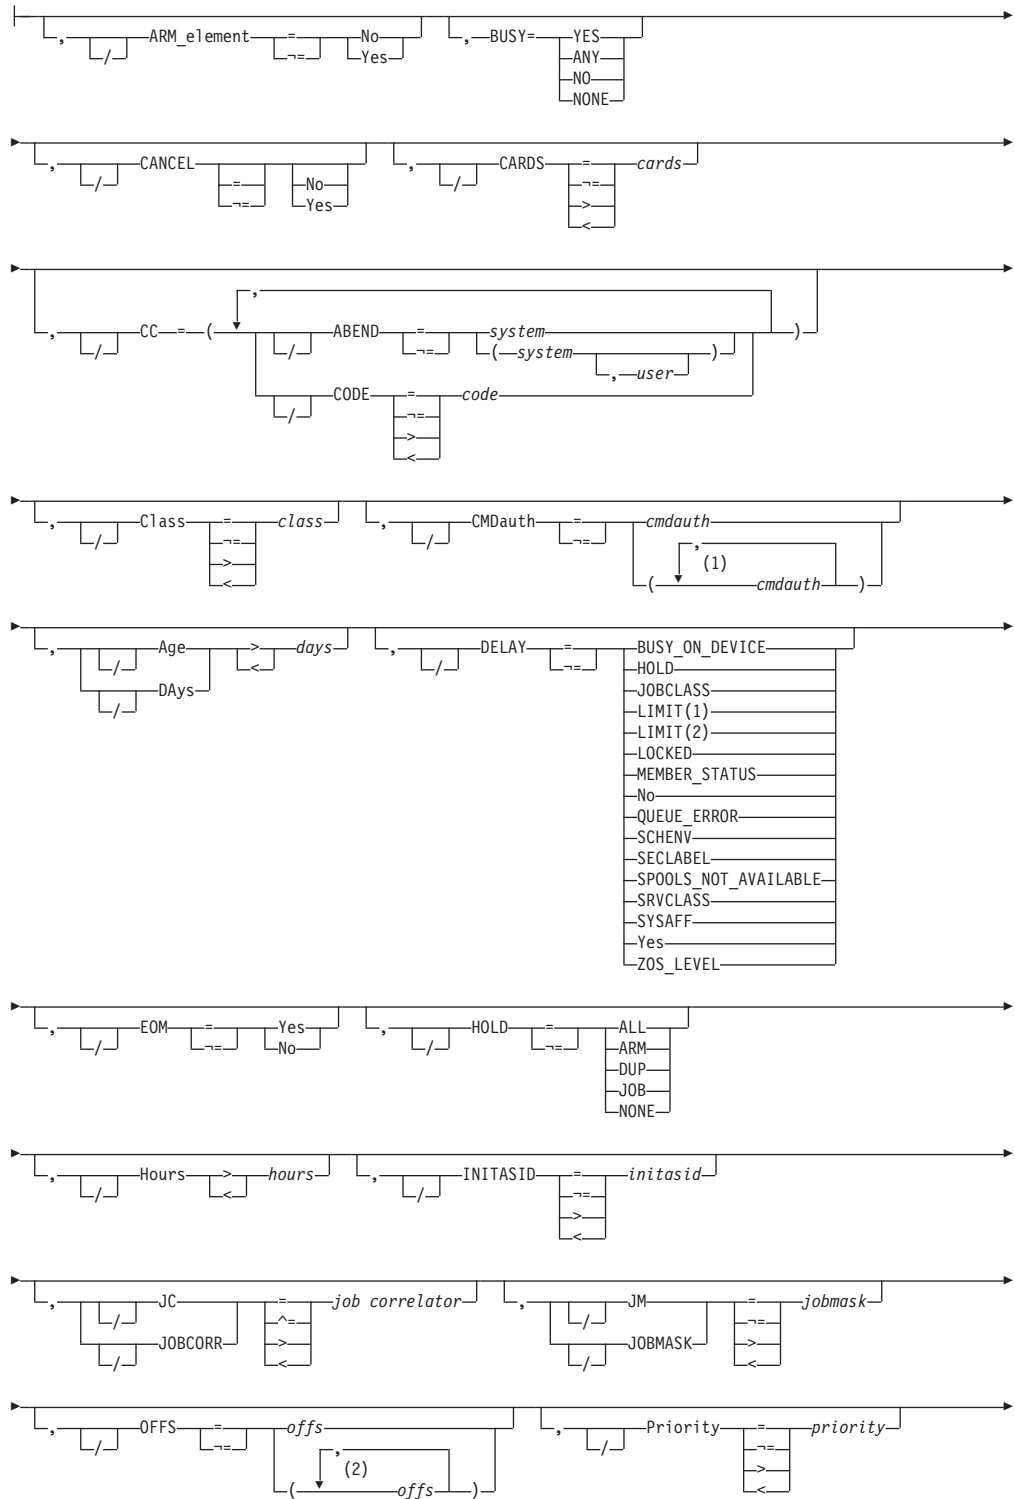 , / ARM_element = No , BUSY= YES
¬= Yes ANY
NO
NONE
, / CANCEL = No , / CARDS = cards
¬= Yes ¬=
>
<
,
, / CC = ( / ABEND = system )
¬= ( system , user )
/ CODE = code
¬=
>
<
, / Class = class , / CMDauth = cmdauth
¬= ¬= ,
> (1)
< ( cmdauth )
, / Age > days , / DELAY = BUSY_ON_DEVICE
/ DAys < ¬= HOLD
JOBCLASS
LIMIT(1)
LIMIT(2)
LOCKED
MEMBER_STATUS
No
QUEUE_ERROR
SCHENV
SECLABEL
SPOOLS_NOT_AVAILABLE
SRVCLASS
SYSAFF
Yes
ZOS_LEVEL
, / EOM = Yes , / HOLD = ALL
¬= No ¬= ARM
DUP
JOB
NONE
, / Hours > hours , / INITASID = initasid
< ¬=
>
<
, / JC = job correlator , / JM = jobmask
/ JOBCORR ^= / JOBMASK ¬=
> >
< <
, / OFFS = offs , / Priority = priority
¬= , ¬=
(2) >
( offs ) <